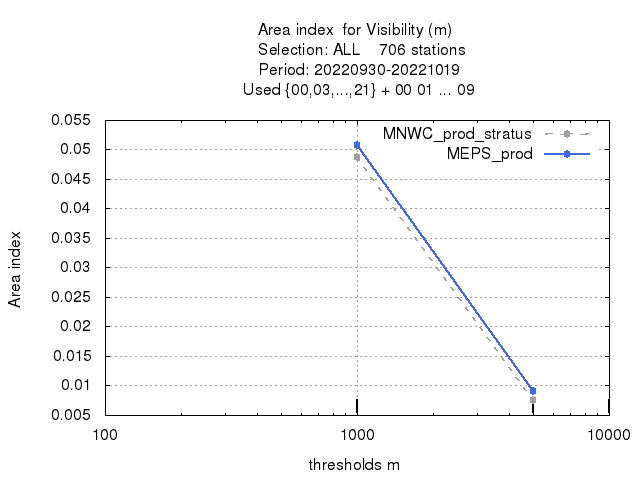 Area index for Visibility (m)
Selection: ALL 706 stations
Period: 20220930-20221019
Used {00,03,...,21} + 00 01 ... 09
MNWC_prod_stratus
MEPS_prod
Area index
0.055
0.05
0.045
0.04
0.035
0.03
0.025
0.02
0.015
0.01
0.005
100 1000 10000
thresholds m